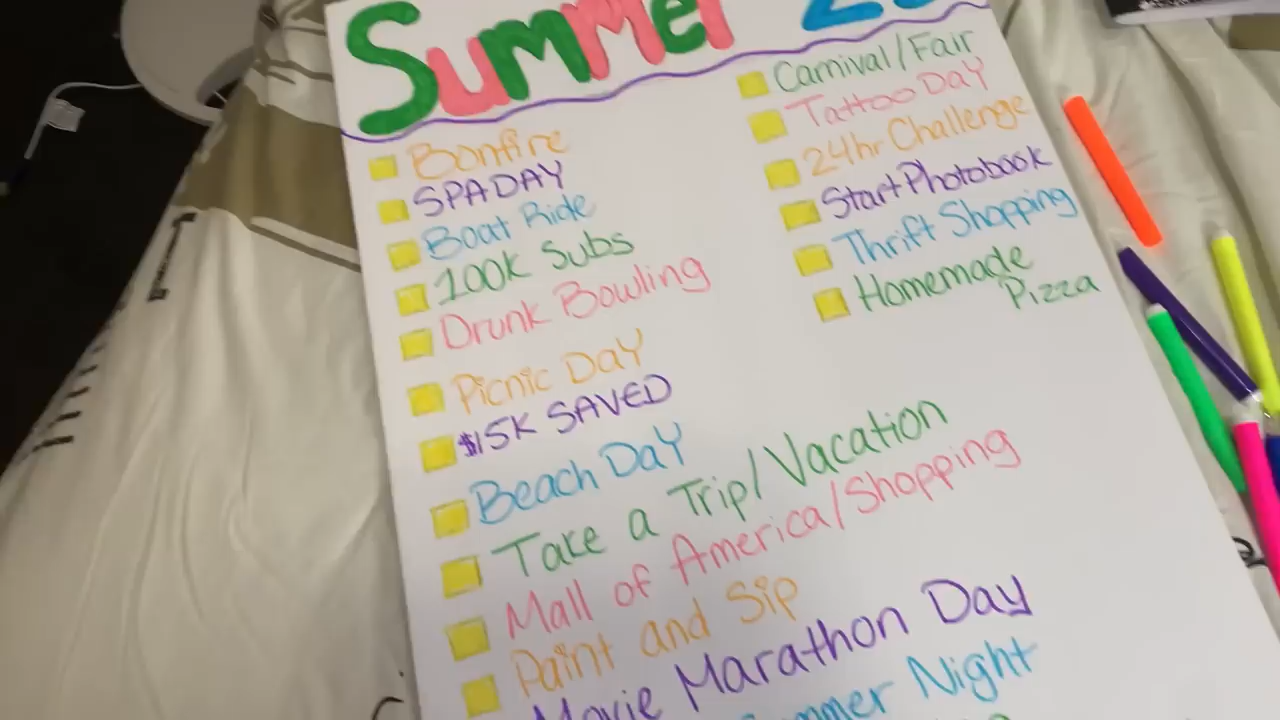 Summer
Bonfire
SPA DAY
Boat Ride
100K Subs
Drunk Bowling
Picnic DaY
$15K SAVED
Beach DaY
Take a Trip/Vacation
Mall of America/Shopping
Paint and Sip
Movie Marathon Day
Night
Carnival/Fair
Tattoo DaY
24hr Challenge
Start Photobook
Thrift Shopping
Homemade
Pizza